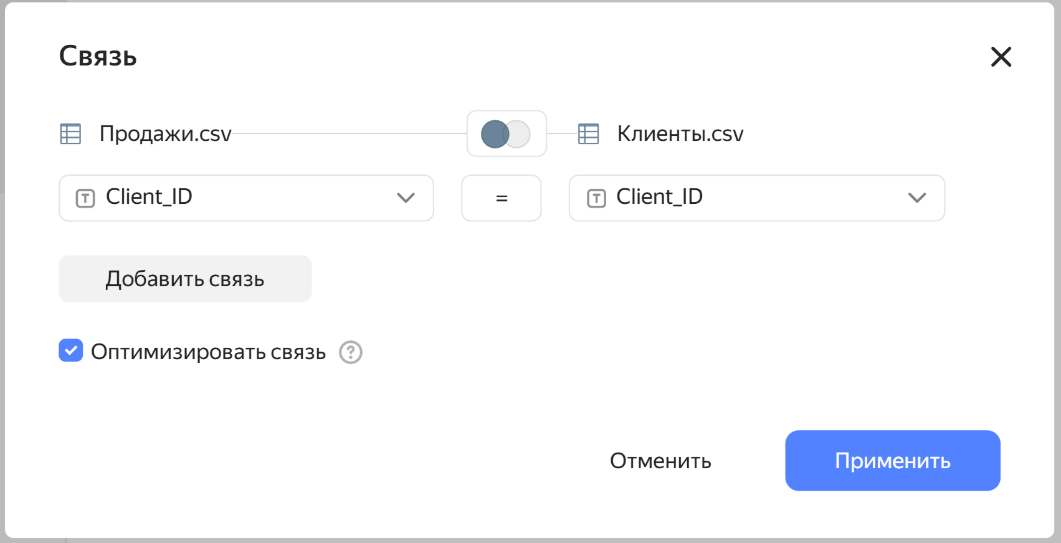 Связь
Продажи.csv Клиенты.csv
Client_ID = Client_ID
Добавить связь
Оптимизировать связь
Отменить Применить